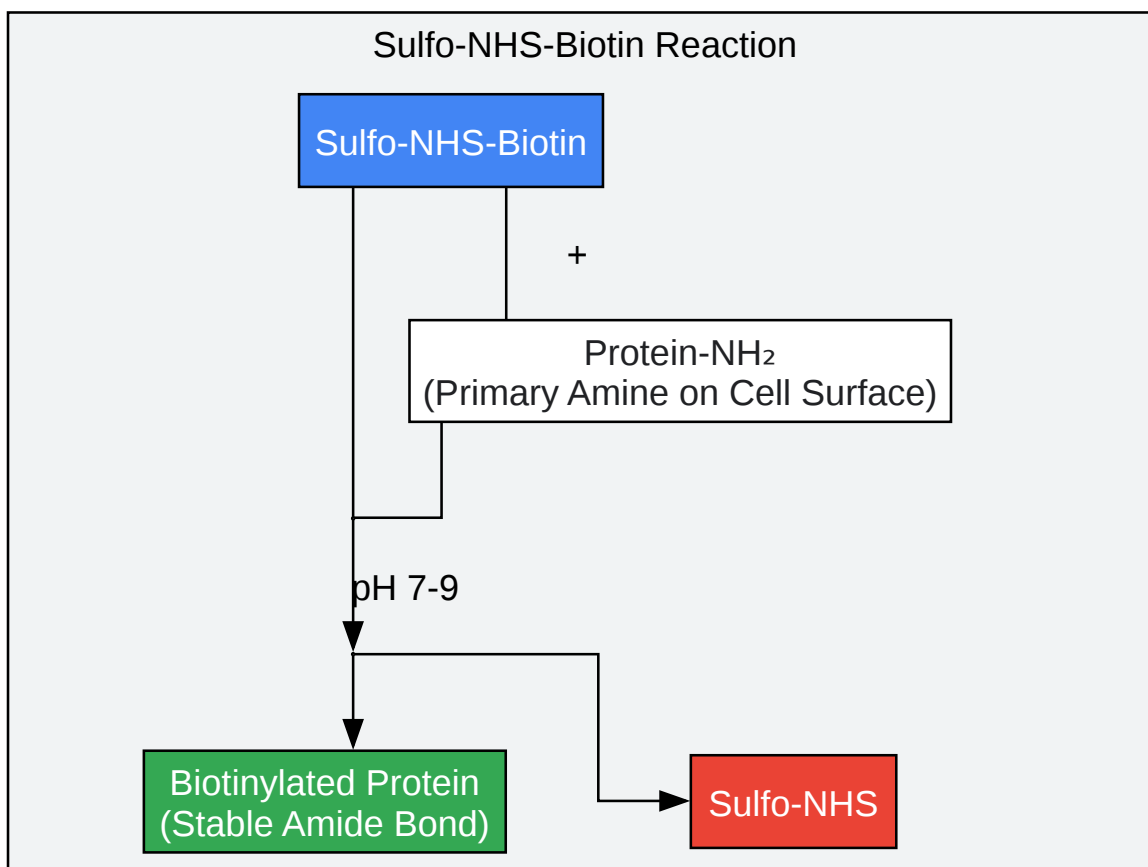 Sulfo-NHS-Biotin Reaction
Sulfo-NHS-Biotin
+
Protein-NH₂
(Primary Amine on Cell Surface)
pH 7-9
Biotinylated Protein
(Stable Amide Bond)
Sulfo-NHS